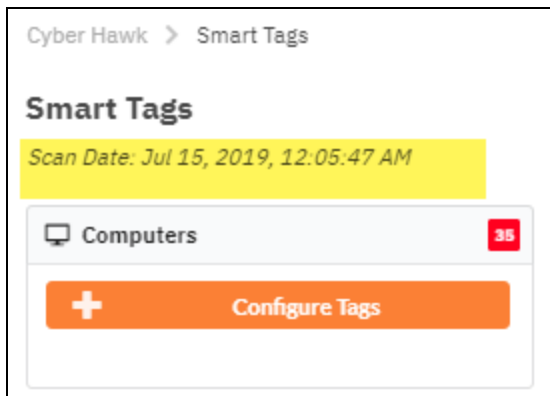 Cyber Hawk > Smart Tags
Smart Tags
Scan Date: Jul 15, 2019, 12:05:47 AM
Computers 35
Configure Tags